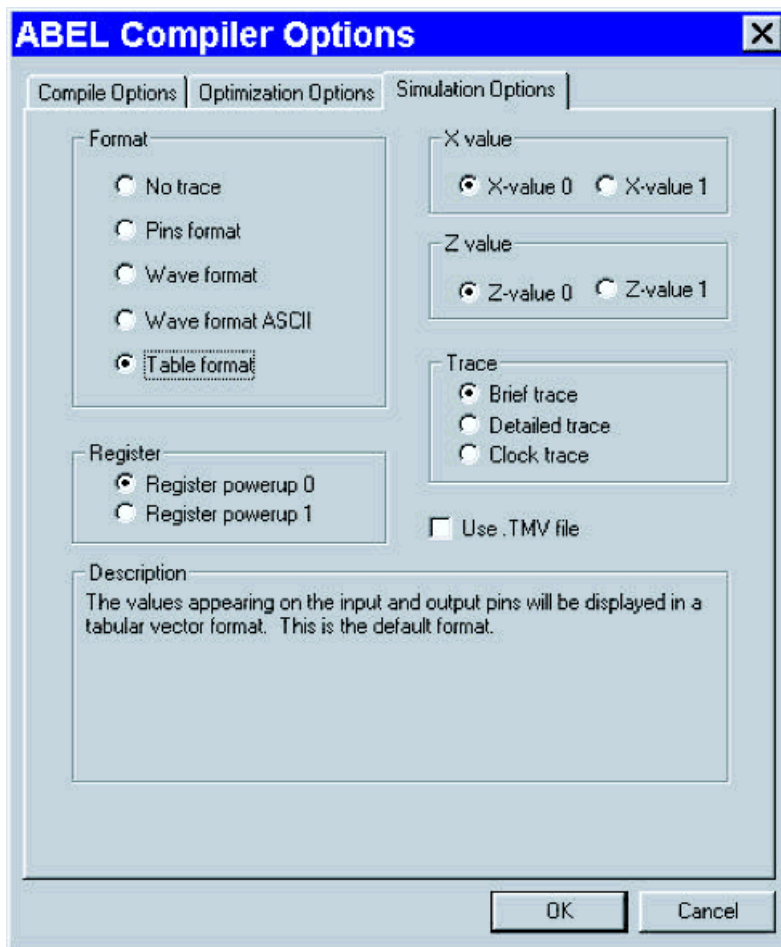 ABEL Compiler Options
Compile Options
Optimization Options
Simulation Options
Format
No trace
Pins format
Wave format
Wave format ASCII
Table format
Register
Register powerup 0
Register powerup 1
X value
X-value 0
X-value 1
Z value
Z-value 0
Z-value 1
Trace
Brief trace
Detailed trace
Clock trace
Use .TMV file
Description
The values appearing on the input and output pins will be displayed in a
tabular vector format. This is the default format.
OK
Cancel